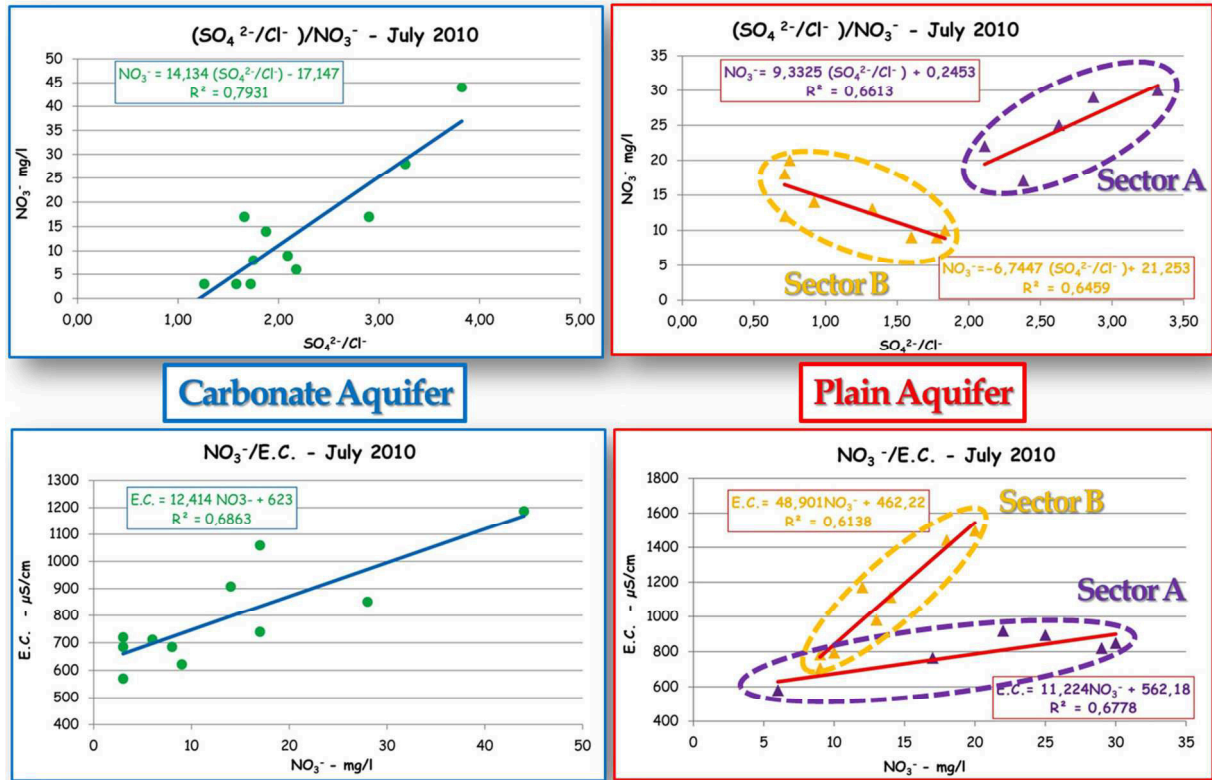 (SO₄ ²⁻/Cl⁻ )/NO₃⁻ - July 2010
NO₃⁻ = 14,134 (SO₄²⁻/Cl⁻) - 17,147
R² = 0,7931
NO₃⁻ mg/l
50
45
40
35
30
25
20
15
10
5
0
0,00 1,00 2,00 3,00 4,00 5,00
SO₄²⁻/Cl⁻
(SO₄ ²⁻/Cl⁻ )/NO₃⁻ - July 2010
NO₃⁻= 9,3325 (SO₄²⁻/Cl⁻) + 0,2453
R² = 0,6613
NO₃⁻ mg/l
35
30
25
20
15
10
5
0
Sector A
Sector B
NO₃⁻=-6,7447 (SO₄²⁻/Cl⁻)+ 21,253
R² = 0,6459
0,00 0,50 1,00 1,50 2,00 2,50 3,00 3,50
SO₄²⁻/Cl⁻
Carbonate Aquifer
Plain Aquifer
NO₃⁻/E.C. - July 2010
E.C. = 12,414 NO3- + 623
R² = 0,6863
E.C. - µS/cm
1300
1200
1100
1000
900
800
700
600
500
400
0 10 20 30 40 50
NO₃⁻ - mg/l
NO₃ ⁻/E.C. - July 2010
E.C.= 48,901NO₃⁻ + 462,22
R² = 0,6138
Sector B
Sector A
E.C. - µS/cm
1800
1600
1400
1200
1000
800
600
400
E.C.= 11,224NO₃⁻ + 562,18
R² = 0,6778
0 5 10 15 20 25 30 35
NO₃⁻ - mg/l